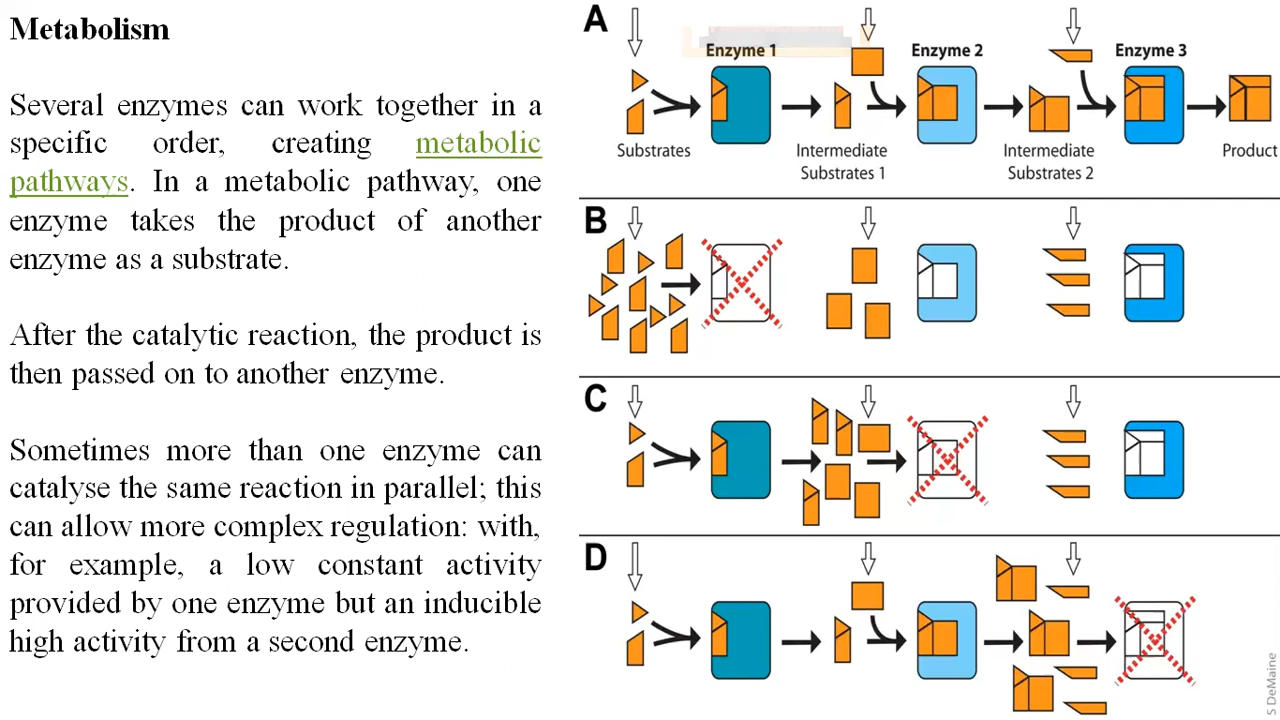 Metabolism
Several enzymes can work together in a
specific order, creating metabolic
pathways. In a metabolic pathway, one
enzyme takes the product of another
enzyme as a substrate.
After the catalytic reaction, the product is
then passed on to another enzyme.
Sometimes more than one enzyme can
catalyse the same reaction in parallel; this
can allow more complex regulation: with,
for example, a low constant activity
provided by one enzyme but an inducible
high activity from a second enzyme.
A
Enzyme 1
Enzyme 2
Enzyme 3
Substrates
Intermediate
Substrates 1
Intermediate
Substrates 2
Product
B
C
D
S DeMaine